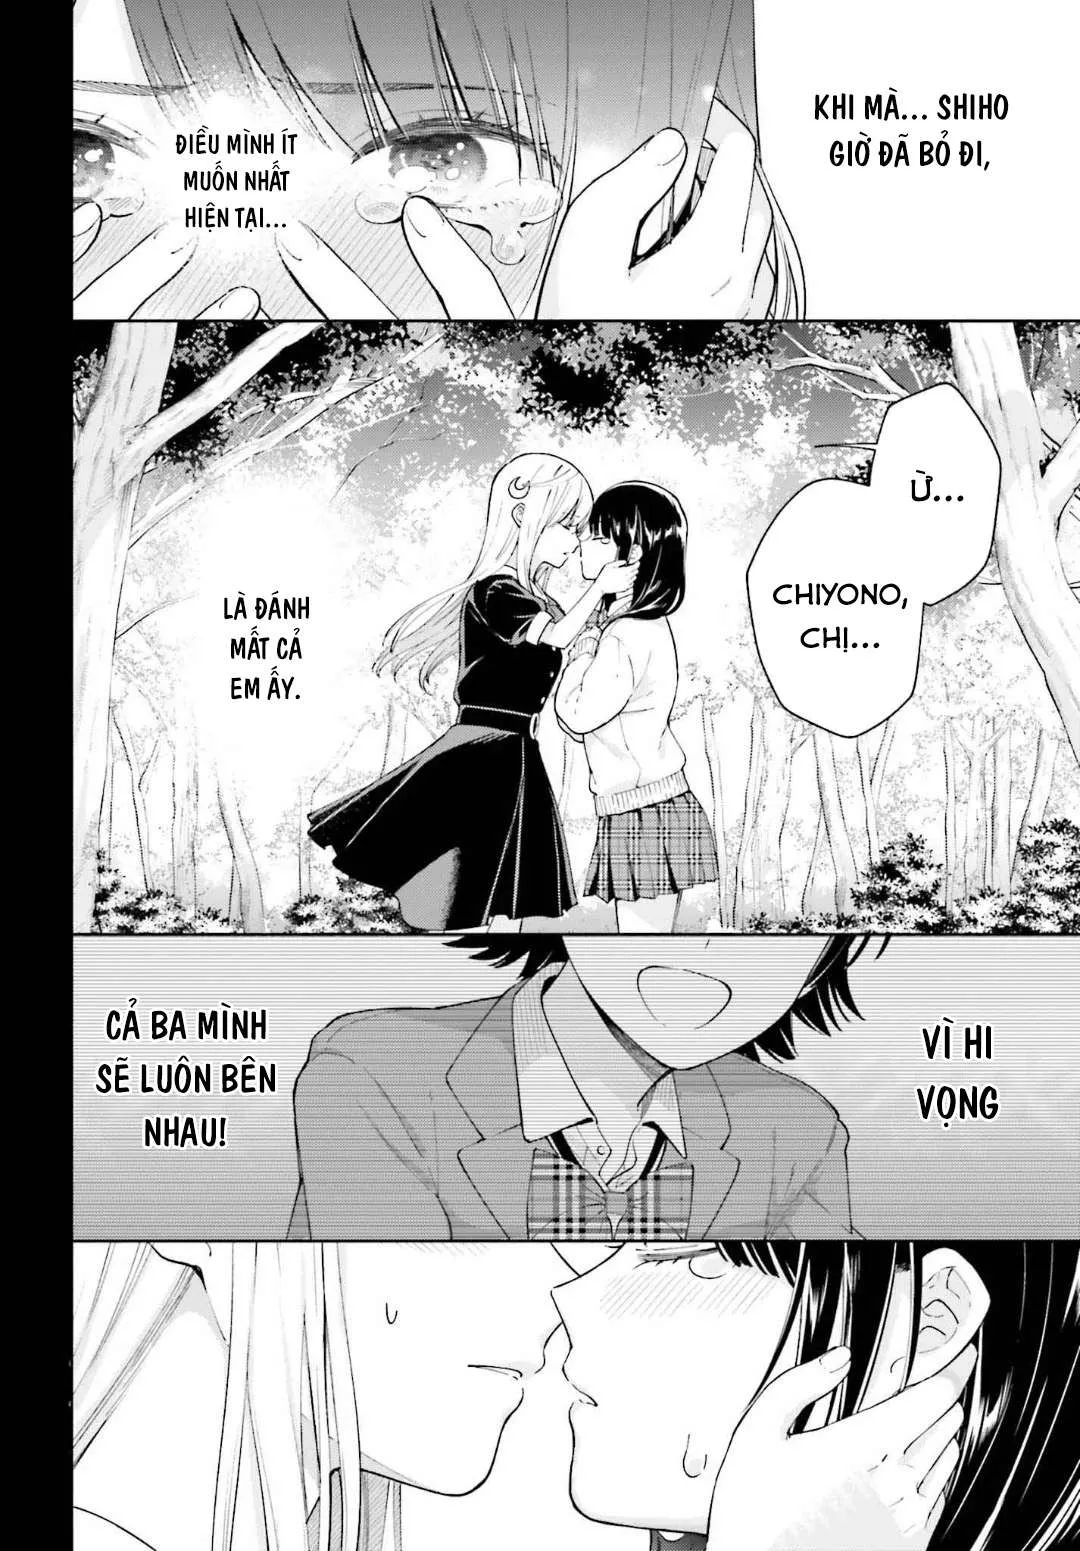 KHI MÀ... SHIHO
GIỜ ĐÃ BỎ ĐI,
ĐIỀU MÌNH ÍT
MUỐN NHẤT
HIỆN TẠI...
Ừ...
CHIYONO,
CHỊ...
LÀ ĐÁNH
MẤT CẢ
EM ẤY.
VÌ HI
VỌNG
CẢ BA MÌNH
SẼ LUÔN BÊN
NHAU!